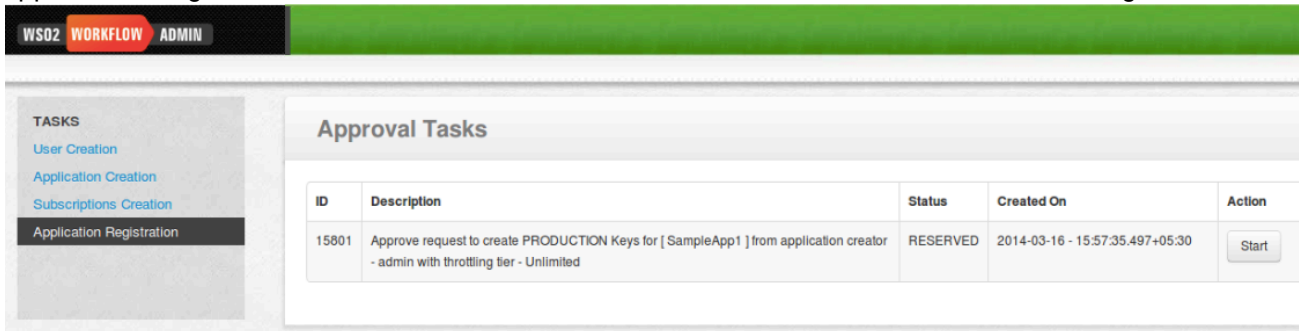 WSO2 WORKFLOW ADMIN
TASKS
User Creation
Application Creation
Subscriptions Creation
Application Registration
Approval Tasks
ID Description Status Created On Action
15801 Approve request to create PRODUCTION Keys for [ SampleApp1 ] from application creator RESERVED 2014-03-16 - 15:57:35.497+05:30 Start
- admin with throttling tier - Unlimited